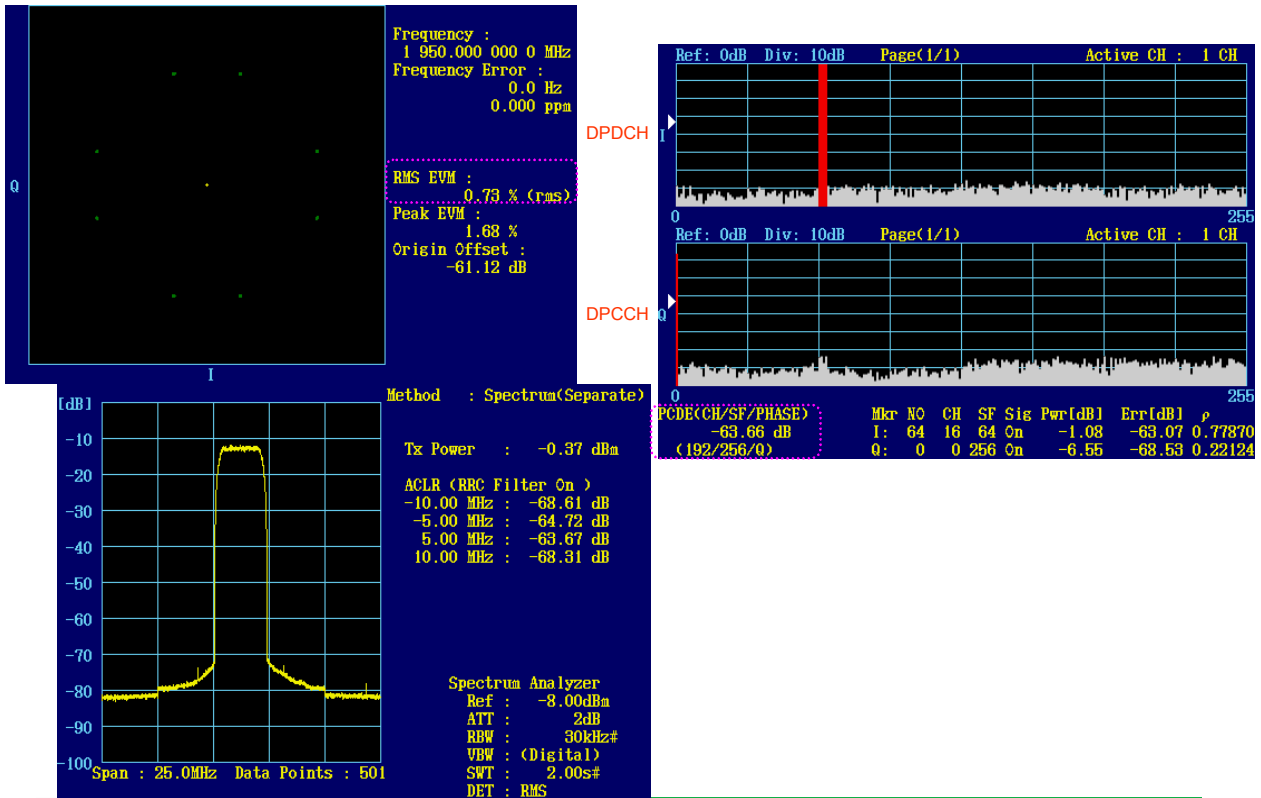 Frequency :
1 950.000 000 0 MHz
Frequency Error :
0.0 Hz
0.000 ppm
RMS EVM :
0.73 % (rms)
Peak EVM :
1.68 %
Origin Offset :
-61.12 dB
Q
I
Ref: 0dB Div: 10dB Page(1/1) Active CH : 1 CH
DPDCH
I
0 255
Ref: 0dB Div: 10dB Page(1/1) Active CH : 1 CH
DPCCH
Q
0 255
PCDE(CH/SF/PHASE)
-63.66 dB
(192/256/Q)
Mkr NO CH SF Sig Pwr[dB] Err[dB] ρ
I: 64 16 64 On -1.08 -63.07 0.77870
Q: 0 0 256 On -6.55 -68.53 0.22124
Method : Spectrum(Separate)
[dB]
-10
-20
-30
-40
-50
-60
-70
-80
-90
-100
Span : 25.0MHz Data Points : 501
Tx Power : -0.37 dBm
ACLR (RRC Filter On )
-10.00 MHz : -68.61 dB
-5.00 MHz : -64.72 dB
5.00 MHz : -63.67 dB
10.00 MHz : -68.31 dB
Spectrum Analyzer
Ref : -8.00dBm
ATT : 2dB
RBW : 30kHz#
VBW : (Digital)
SWT : 2.00s#
DET : RMS